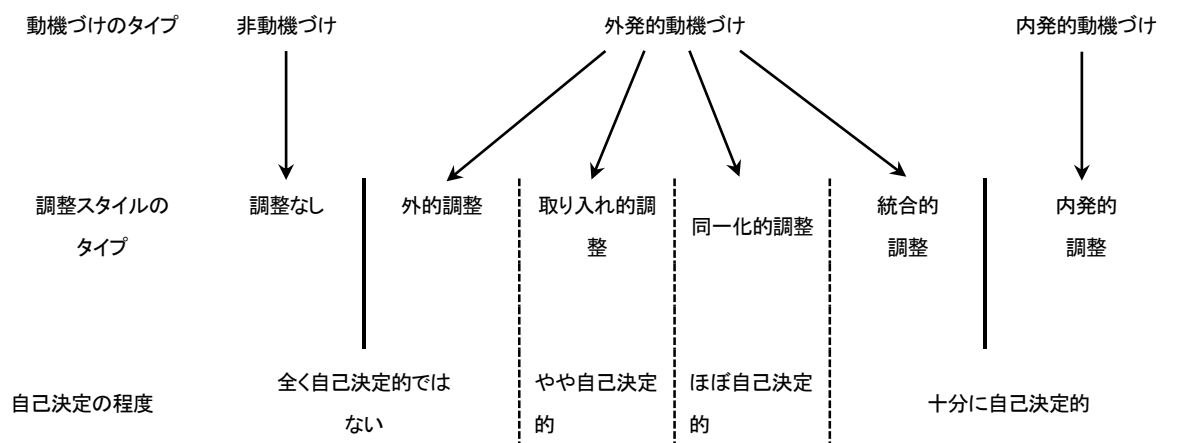 動機づけのタイプ 非動機づけ 外発的動機づけ 内発的動機づけ
調整スタイルの
タイプ
調整なし
外的調整
取り入れ的調
整
同一化的調整
統合的
調整
内発的
調整
自己決定の程度
全く自己決定的では
ない
やや自己決定
的
ほぼ自己決定
的
十分に自己決定的